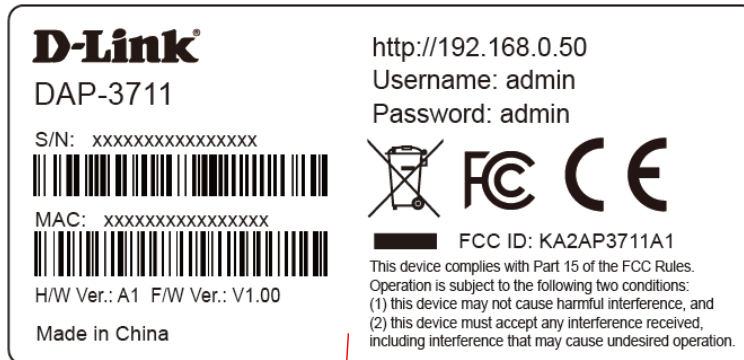 D-Link®
DAP-3711
S/N: xxxxxxxxxxxxxxxx
MAC: xxxxxxxxxxxxxxxx
H/W Ver.: A1 F/W Ver.: V1.00
Made in China
http://192.168.0.50
Username: admin
Password: admin
FC CE
FCC ID: KA2AP3711A1
This device complies with Part 15 of the FCC Rules.
Operation is subject to the following two conditions:
(1) this device may not cause harmful interference, and
(2) this device must accept any interference received,
including interference that may cause undesired operation.